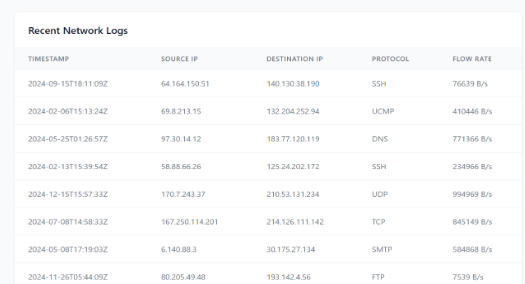 Recent Network Logs
TIMESTAMP SOURCE IP DESTINATION IP PROTOCOL FLOW RATE
2024-09-15T18:11:09Z 64.164.150.51 140.130.38.190 SSH 76639 B/s
2024-02-06T15:13:24Z 69.8.213.15 132.204.252.94 UCMP 410446 B/s
2024-05-25T01:26:57Z 97.30.14.12 183.77.120.119 DNS 771366 B/s
2024-02-13T15:39:54Z 58.88.66.26 125.24.202.172 SSH 234966 B/s
2024-12-15T15:57:33Z 170.7.243.37 210.53.131.234 UDP 994969 B/s
2024-07-08T14:58:33Z 167.250.114.201 214.126.111.142 TCP 845149 B/s
2024-05-08T17:19:03Z 6.140.88.3 30.175.27.134 SMTP 584868 B/s
2024-11-26T05:44:09Z 80.205.49.48 193.142.4.56 FTP 7539 B/s